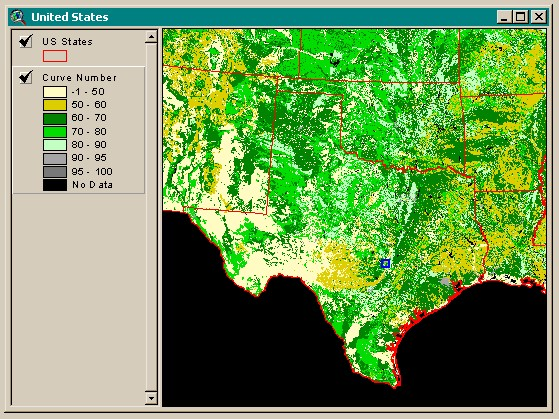 United States
US States
Curve Number
-1 - 50
50 - 60
60 - 70
70 - 80
80 - 90
90 - 95
95 - 100
No Data